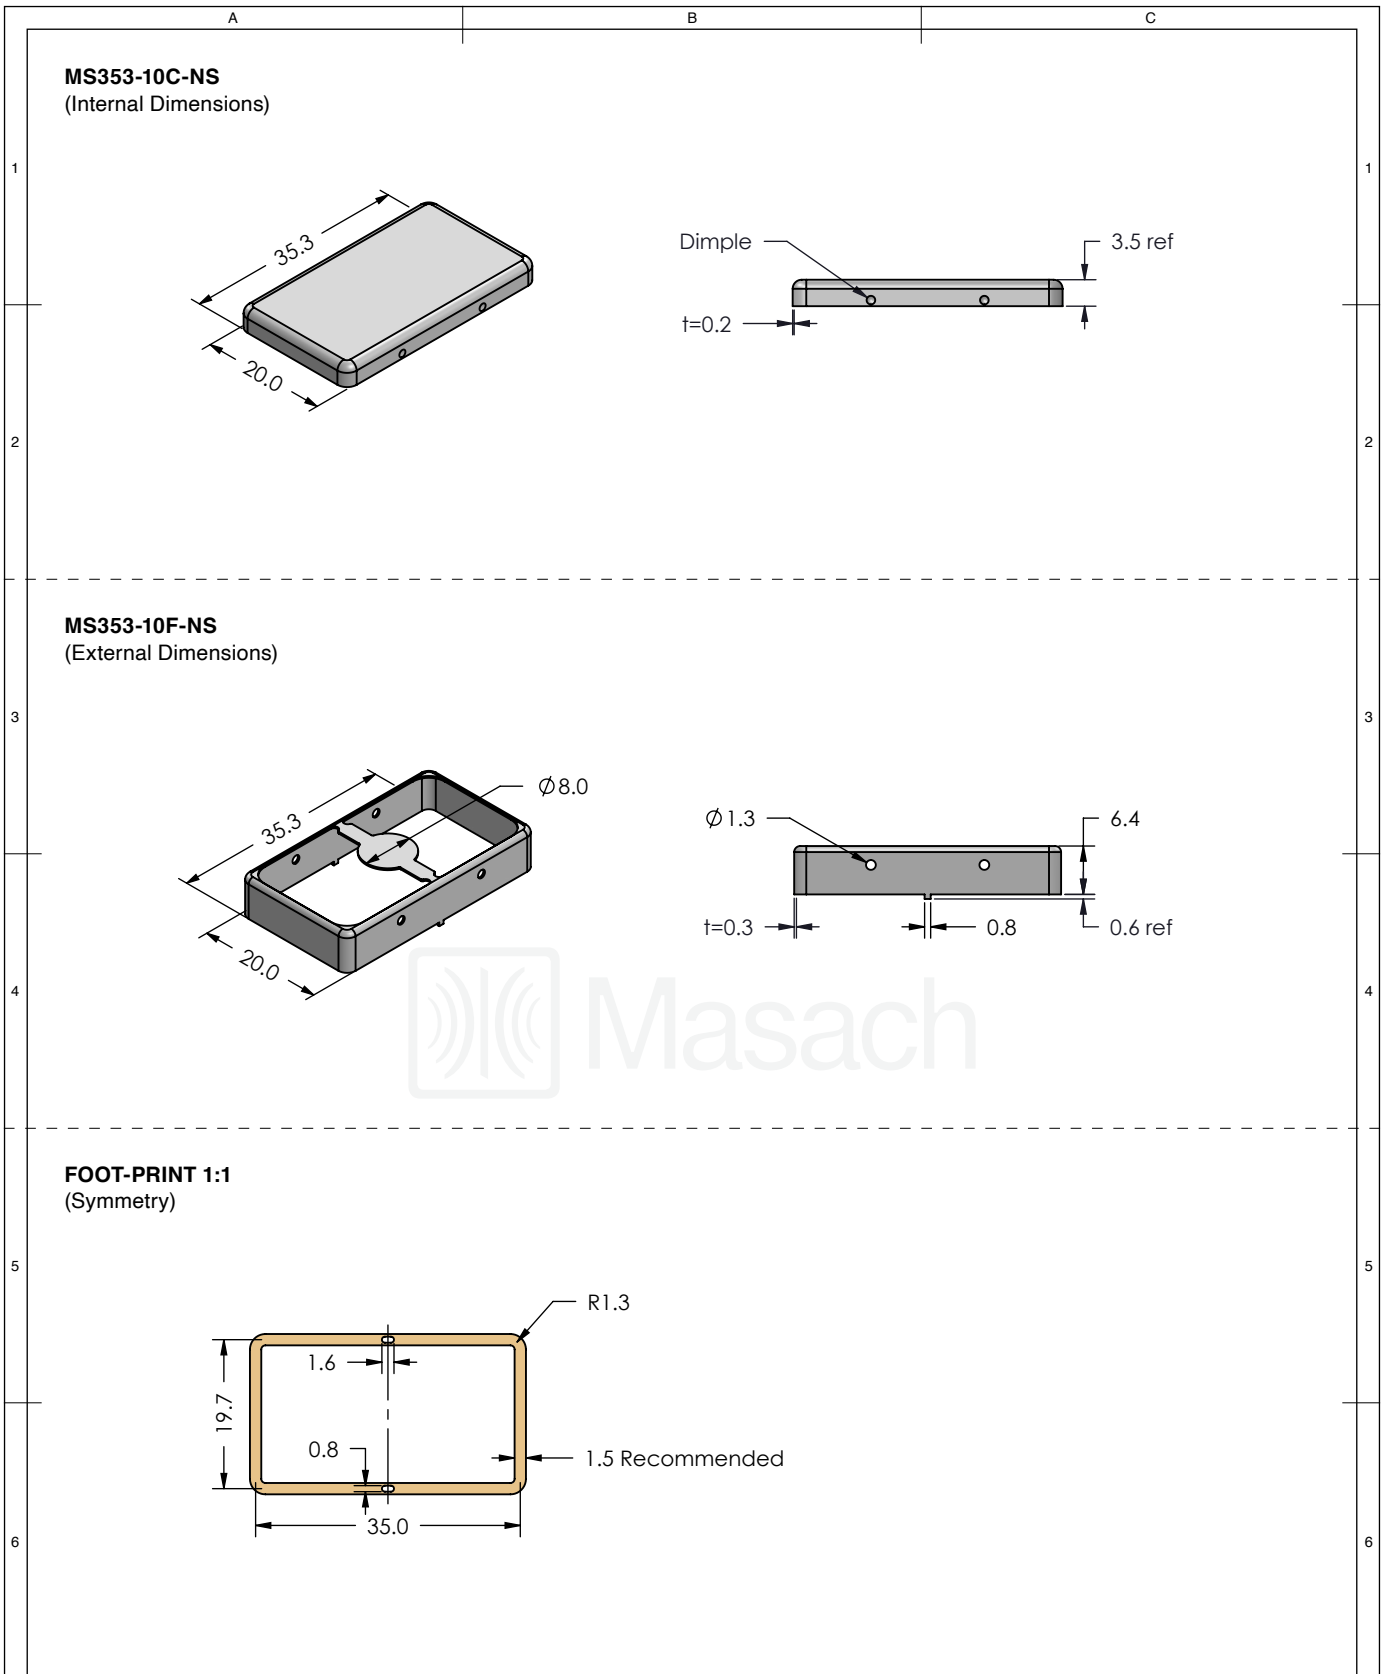 A B C
MS353-10C-NS
(Internal Dimensions)
1 1
35.3
20.0
Dimple
3.5 ref
t=0.2
2 2
MS353-10F-NS
(External Dimensions)
3 3
35.3
Ø8.0
20.0
Ø1.3
6.4
t=0.3
0.8
0.6 ref
Masach
4 4
FOOT-PRINT 1:1
(Symmetry)
5 5
R1.3
1.6
19.7
0.8
1.5 Recommended
35.0
6 6